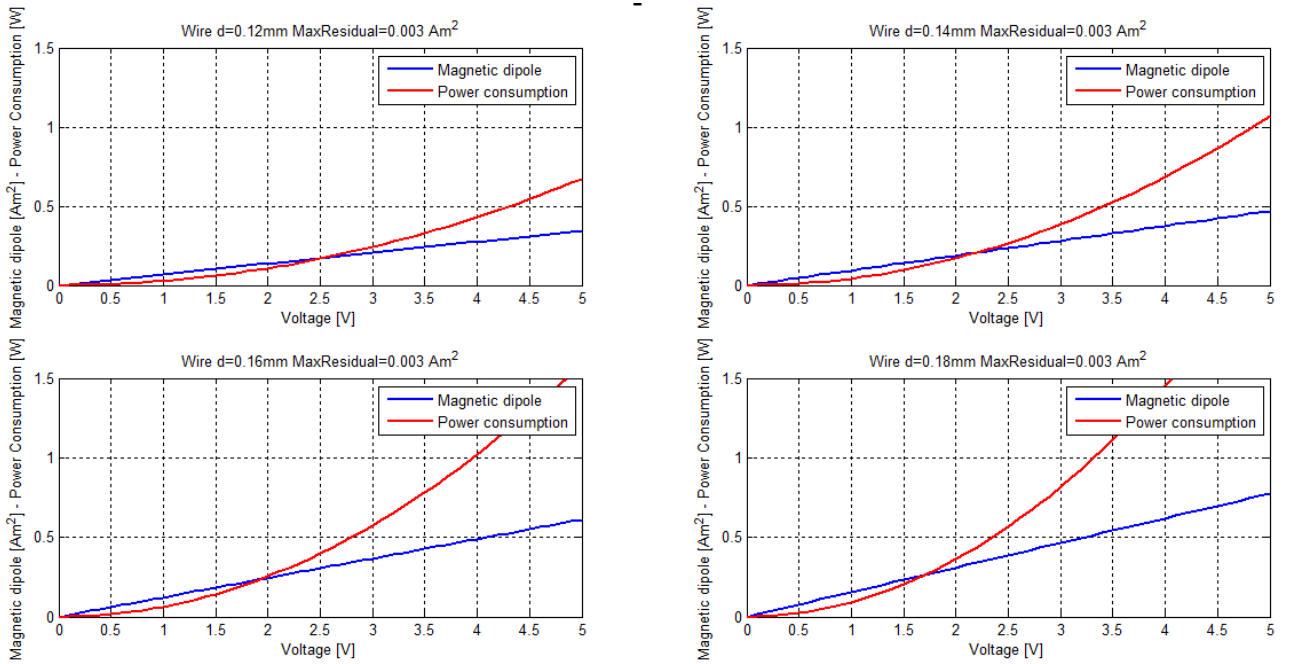 Wire d=0.12mm MaxResidual=0.003 Am²
Magnetic dipole [Am²] - Power Consumption [W]
1.5
1
0.5
0
Magnetic dipole
Power consumption
0 0.5 1 1.5 2 2.5 3 3.5 4 4.5 5
Voltage [V]
Wire d=0.14mm MaxResidual=0.003 Am²
Magnetic dipole [Am²] - Power Consumption [W]
1.5
1
0.5
0
Magnetic dipole
Power consumption
0 0.5 1 1.5 2 2.5 3 3.5 4 4.5 5
Voltage [V]
Wire d=0.16mm MaxResidual=0.003 Am²
Magnetic dipole [Am²] - Power Consumption [W]
1.5
1
0.5
0
Magnetic dipole
Power consumption
0 0.5 1 1.5 2 2.5 3 3.5 4 4.5 5
Voltage [V]
Wire d=0.18mm MaxResidual=0.003 Am²
Magnetic dipole [Am²] - Power Consumption [W]
1.5
1
0.5
0
Magnetic dipole
Power consumption
0 0.5 1 1.5 2 2.5 3 3.5 4 4.5 5
Voltage [V]